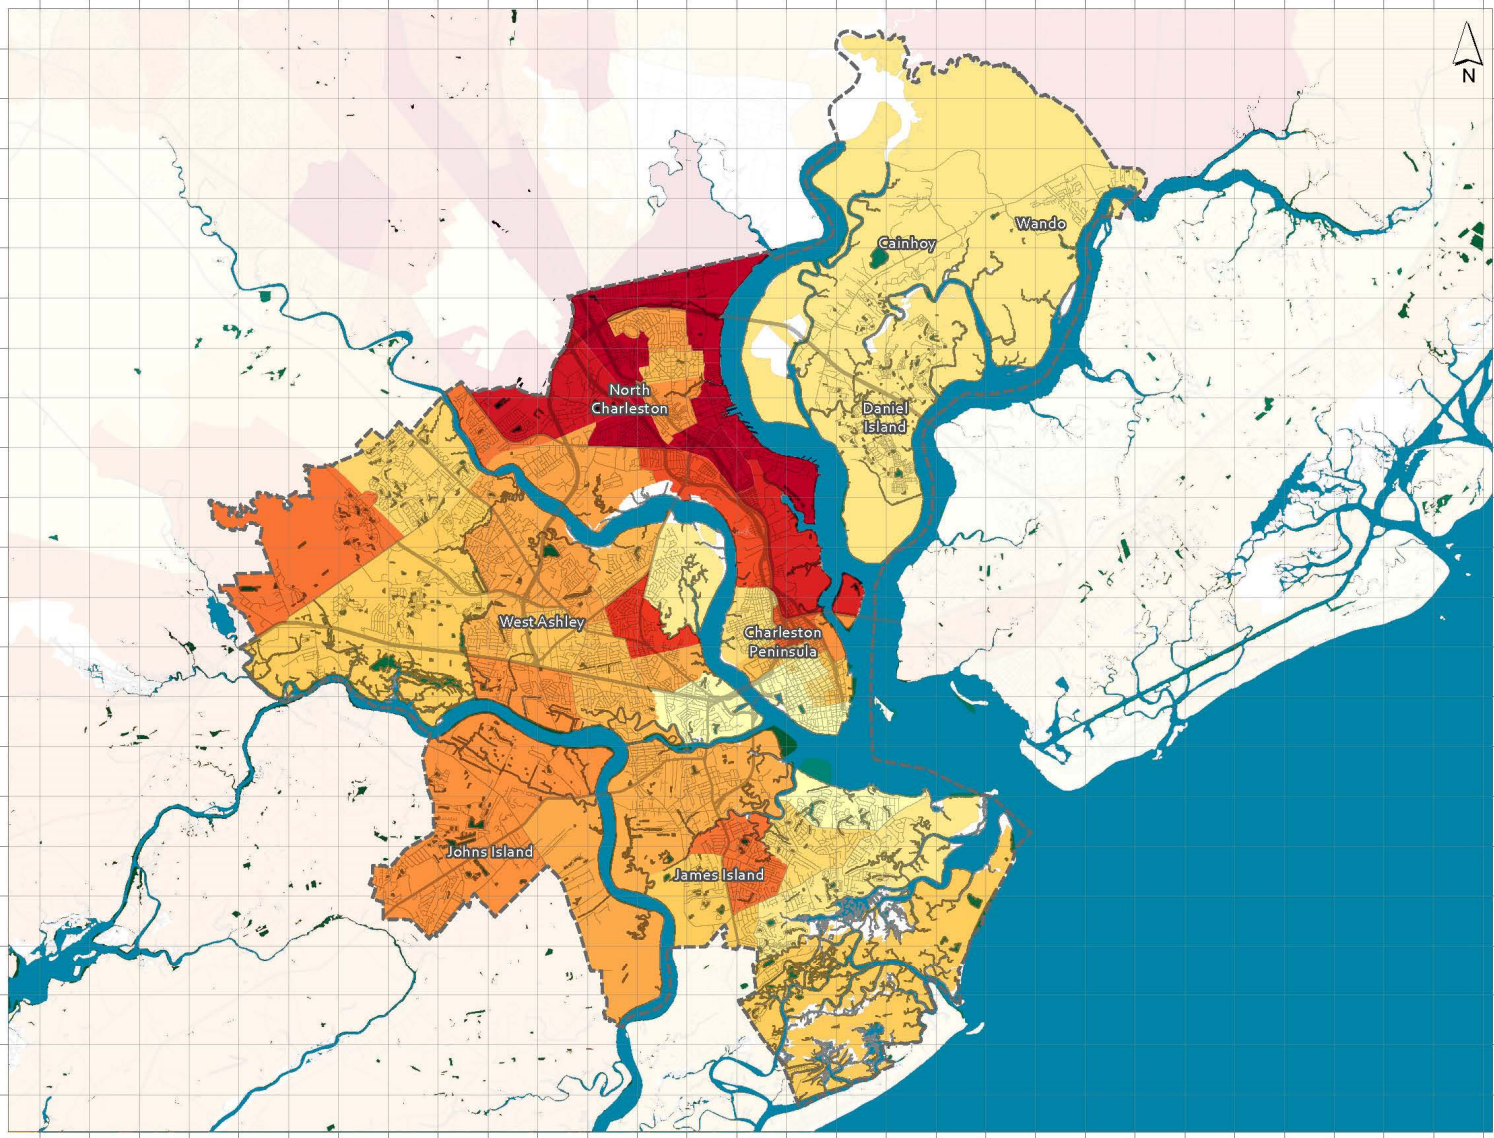 N
Wando
Cainhoy
North
Charleston
Daniel
Island
West Ashley
Charleston
Peninsula
Johns Island
James Island